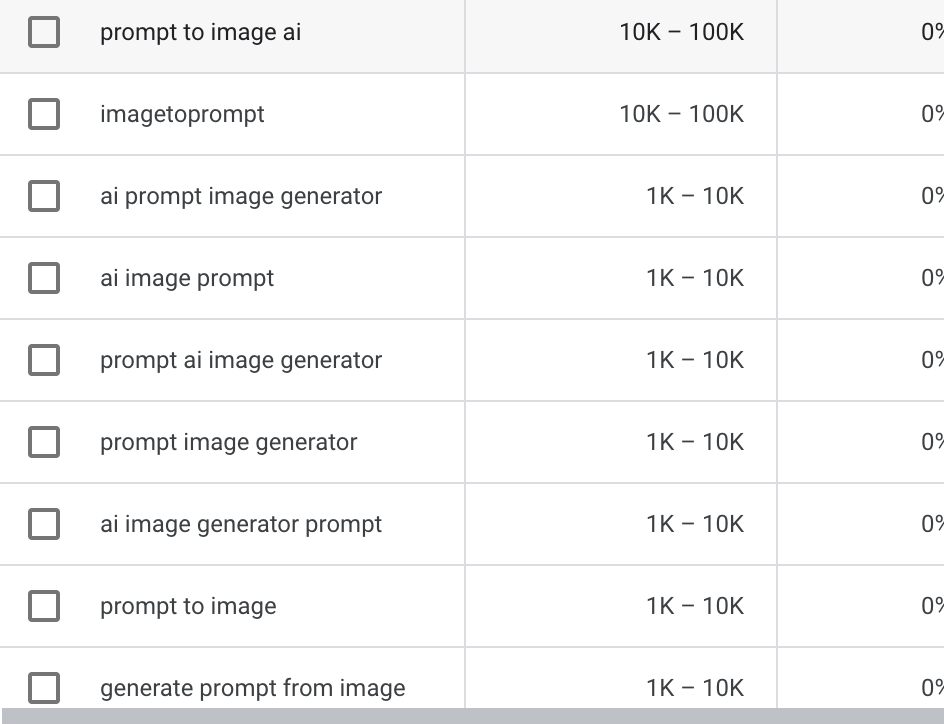 prompt to image ai 10K – 100K 0%
imagetoprompt 10K – 100K 0%
ai prompt image generator 1K – 10K 0%
ai image prompt 1K – 10K 0%
prompt ai image generator 1K – 10K 0%
prompt image generator 1K – 10K 0%
ai image generator prompt 1K – 10K 0%
prompt to image 1K – 10K 0%
generate prompt from image 1K – 10K 0%